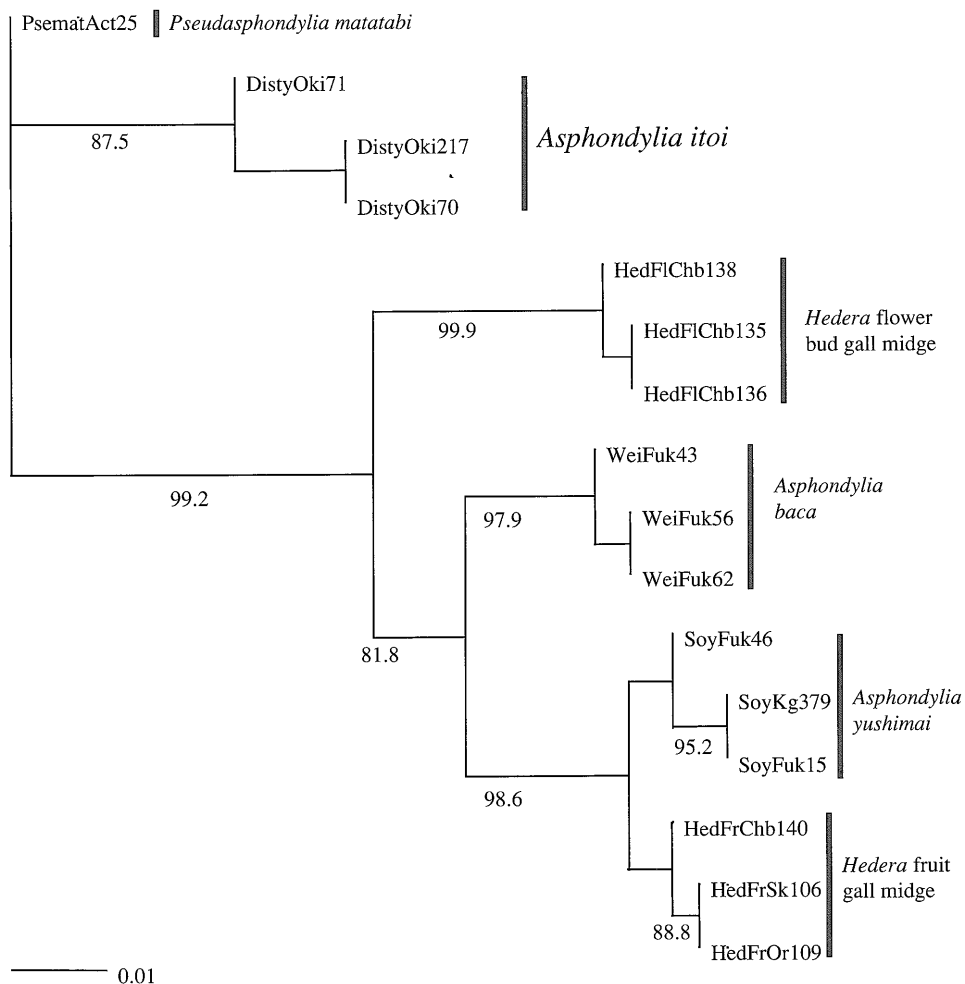 PsematAct25 Pseudasphondylia matatabi
DistyOki71
87.5
DistyOki217
Asphondylia itoi
DistyOki70
HedFlChb138
99.9
HedFlChb135
Hedera flower
bud gall midge
HedFlChb136
WeiFuk43
99.2
97.9
WeiFuk56
Asphondylia
baca
WeiFuk62
SoyFuk46
81.8
SoyKg379
Asphondylia
yushimai
95.2
SoyFuk15
98.6
HedFrChb140
HedFrSk106
Hedera fruit
gall midge
88.8
HedFrOr109
0.01